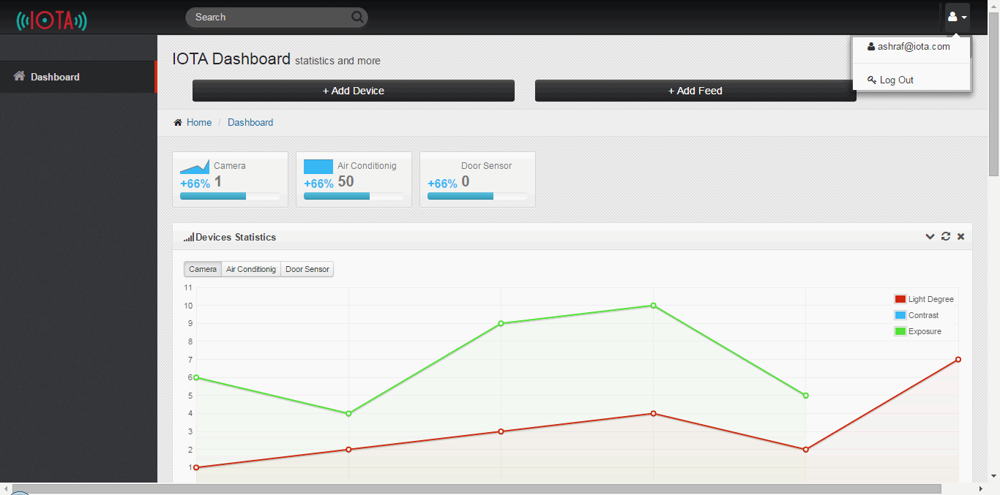 IOTA
Search
ashraf@iota.com
Log Out
Dashboard
IOTA Dashboard statistics and more
+ Add Device
+ Add Feed
Home / Dashboard
Camera
+66% 1
Air Conditionig
+66% 50
Door Sensor
+66% 0
Devices Statistics
Camera Air Conditionig Door Sensor
11
10
9
8
7
6
5
4
3
2
1
Light Degree
Contrast
Exposure